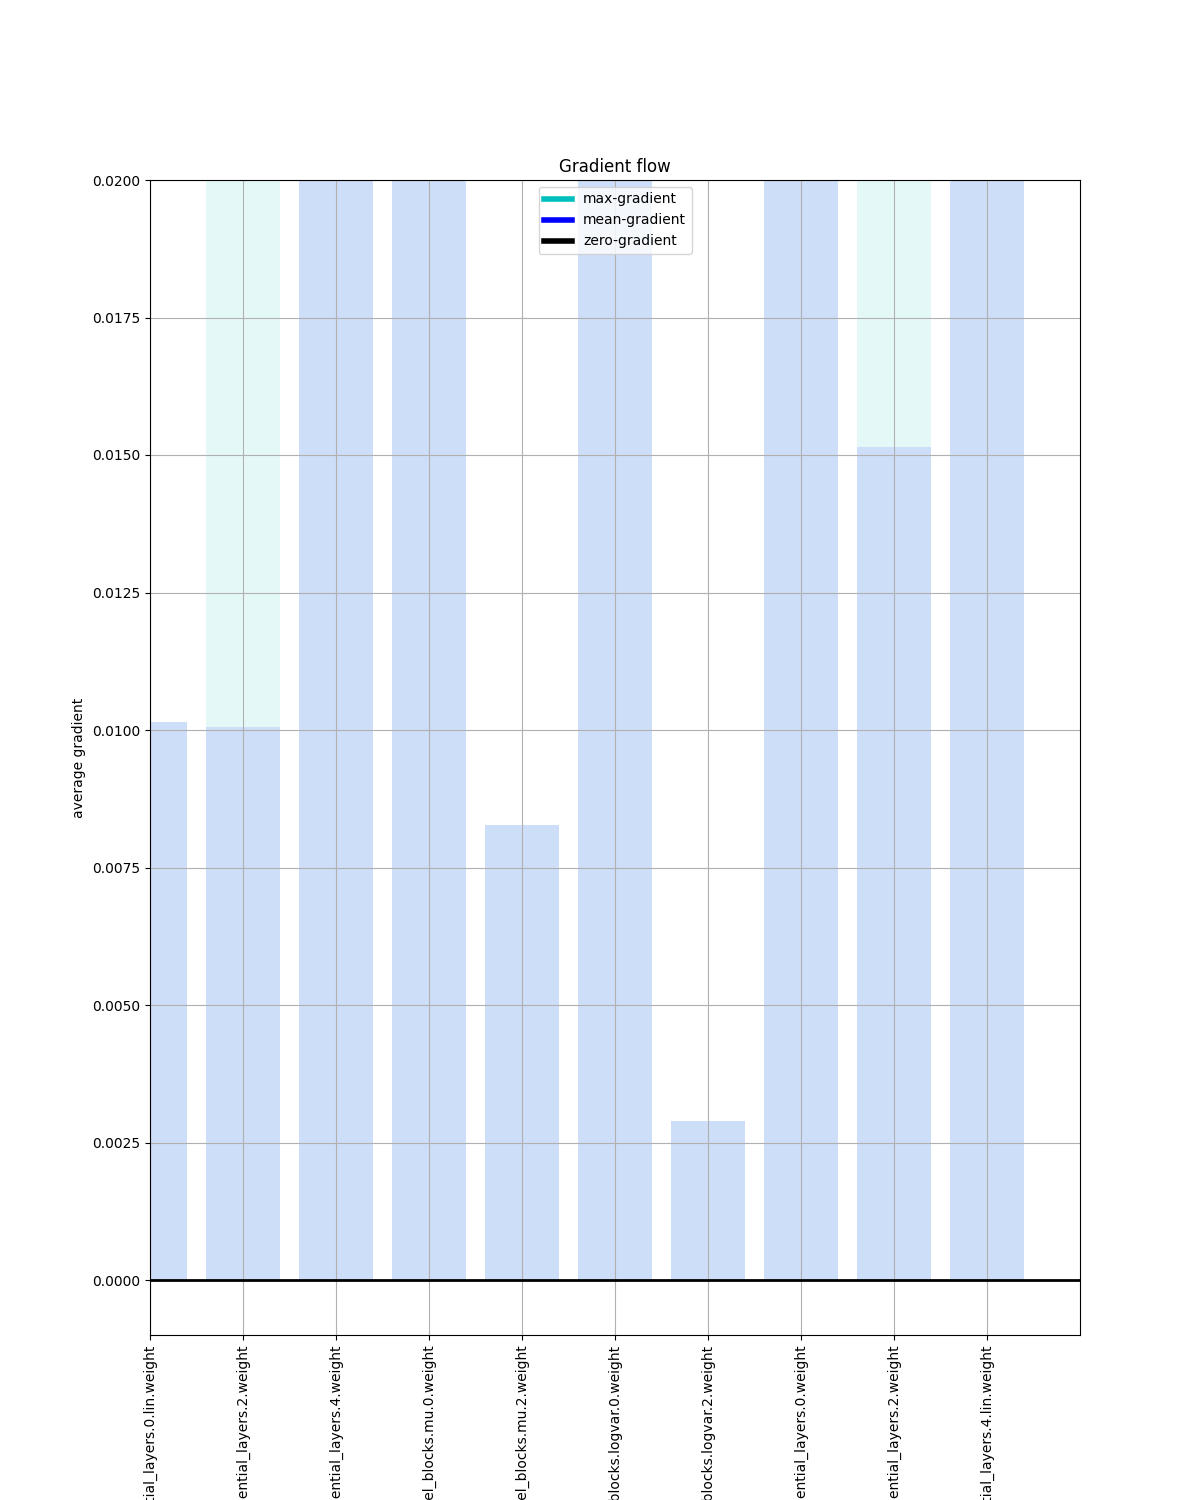 Gradient flow
max-gradient
mean-gradient
zero-gradient
0.0200
0.0175
0.0150
0.0125
0.0100
0.0075
0.0050
0.0025
0.0000
average gradient
tial_layers.0.lin.weight
ential_layers.2.weight
ential_layers.4.weight
el_blocks.mu.0.weight
el_blocks.mu.2.weight
blocks.logvar.0.weight
blocks.logvar.2.weight
ential_layers.0.weight
ential_layers.2.weight
tial_layers.4.lin.weight